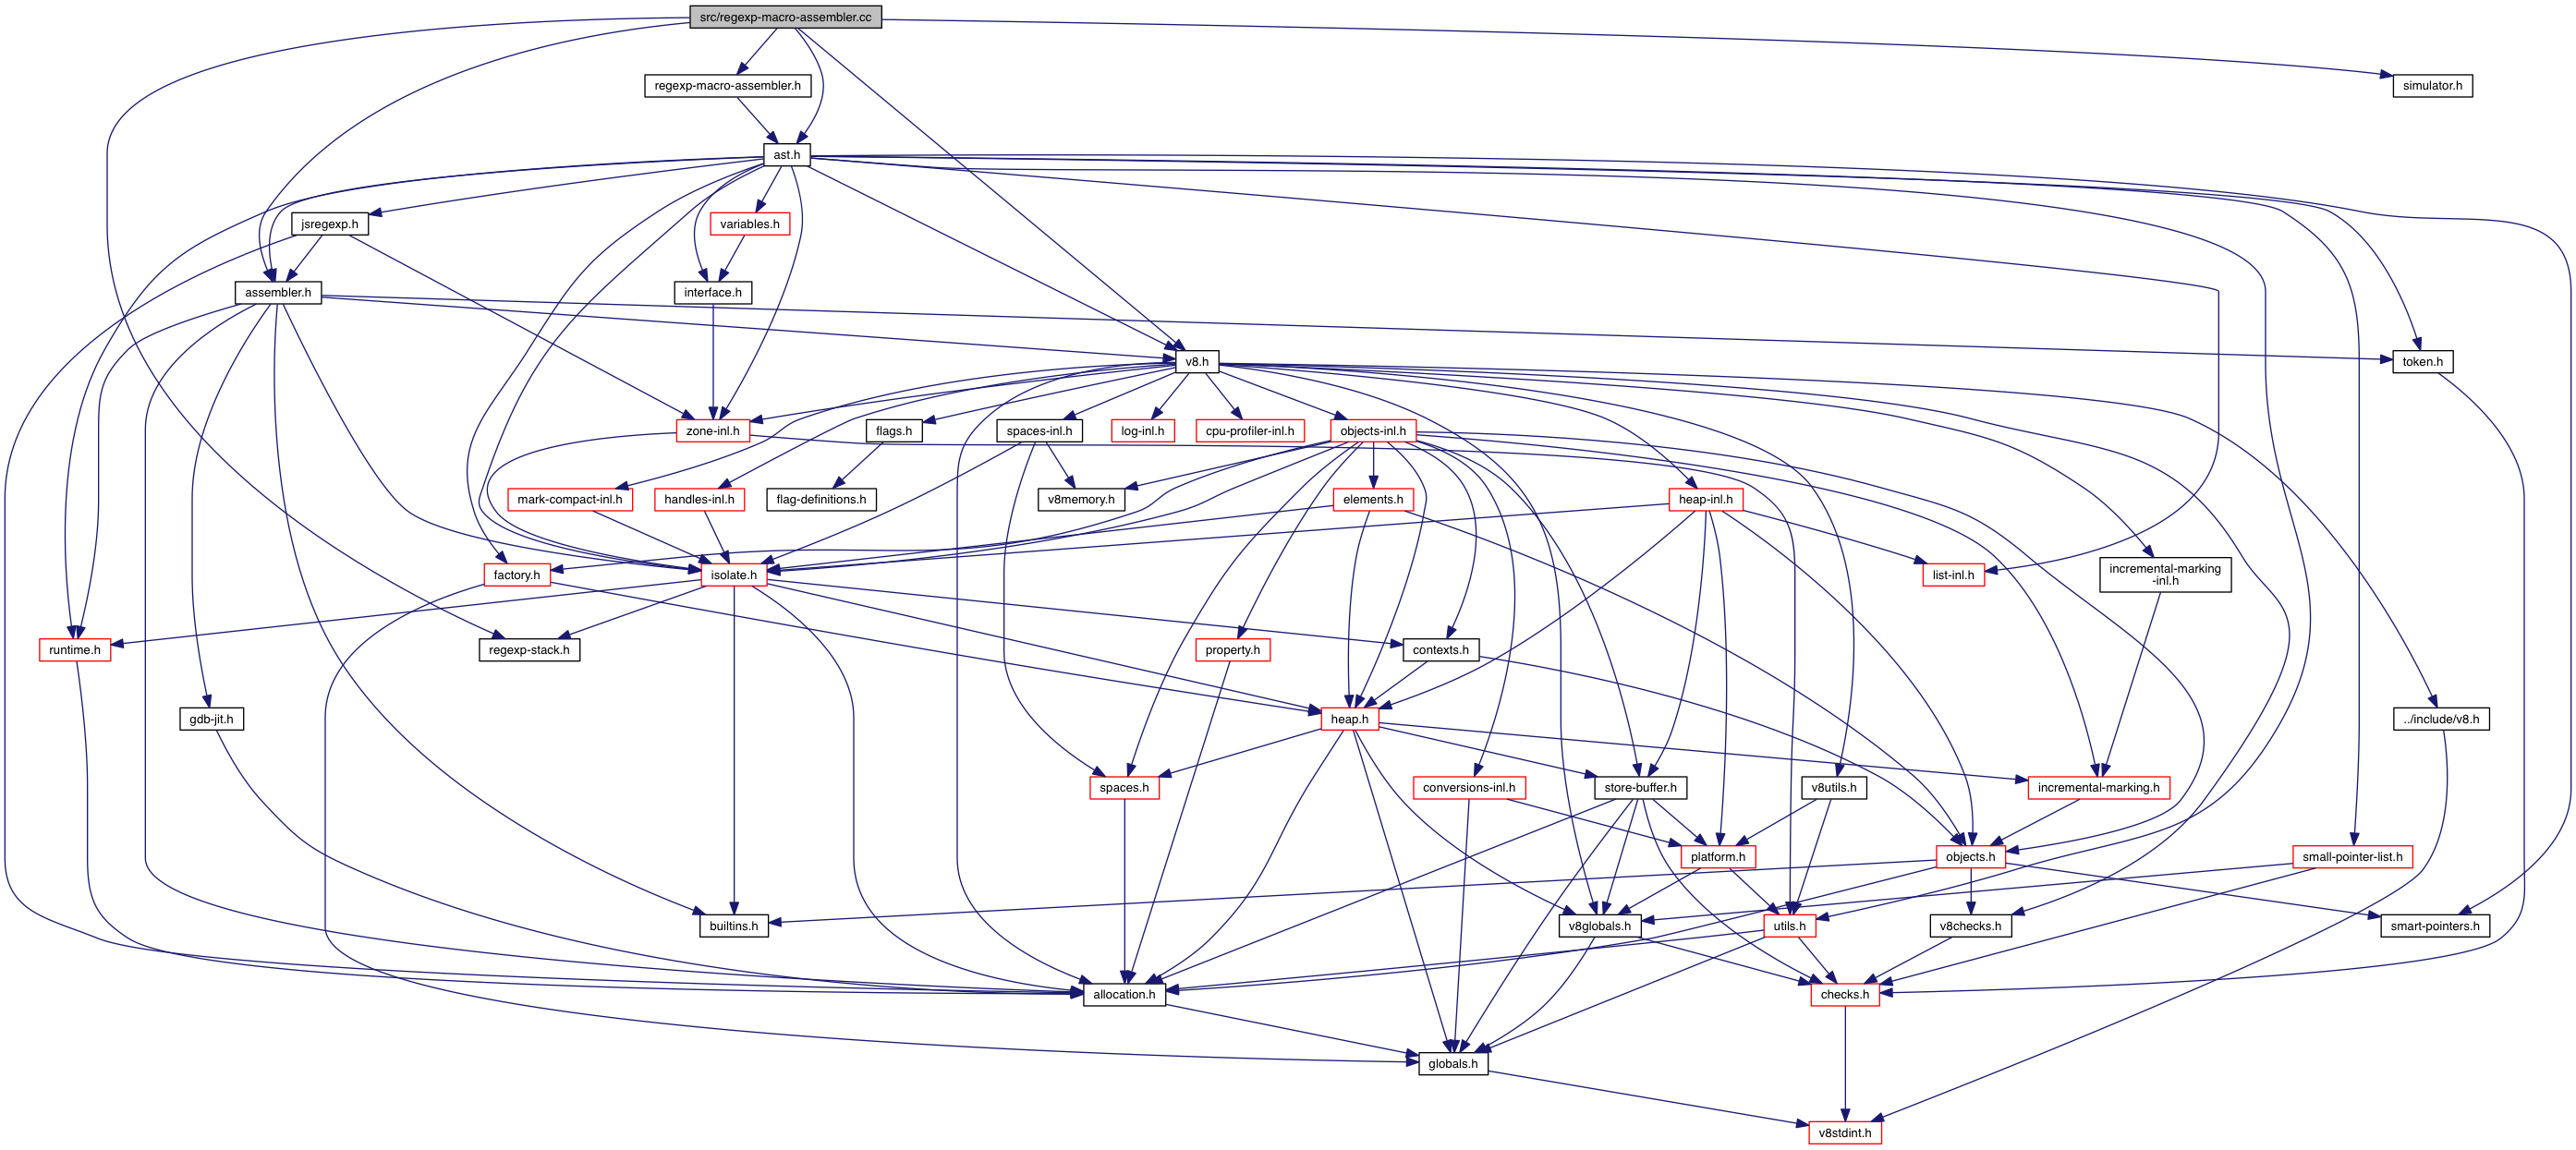 src/regexp-macro-assembler.cc
regexp-macro-assembler.h
simulator.h
ast.h
jsregexp.h
variables.h
assembler.h
interface.h
v8.h
token.h
zone-inl.h
flags.h
spaces-inl.h
log-inl.h
cpu-profiler-inl.h
objects-inl.h
mark-compact-inl.h
handles-inl.h
flag-definitions.h
v8memory.h
elements.h
heap-inl.h
factory.h
isolate.h
list-inl.h
incremental-marking
-inl.h
runtime.h
regexp-stack.h
property.h
contexts.h
gdb-jit.h
heap.h
../include/v8.h
spaces.h
conversions-inl.h
store-buffer.h
v8utils.h
incremental-marking.h
platform.h
objects.h
small-pointer-list.h
builtins.h
v8globals.h
utils.h
v8checks.h
smart-pointers.h
allocation.h
checks.h
globals.h
v8stdint.h